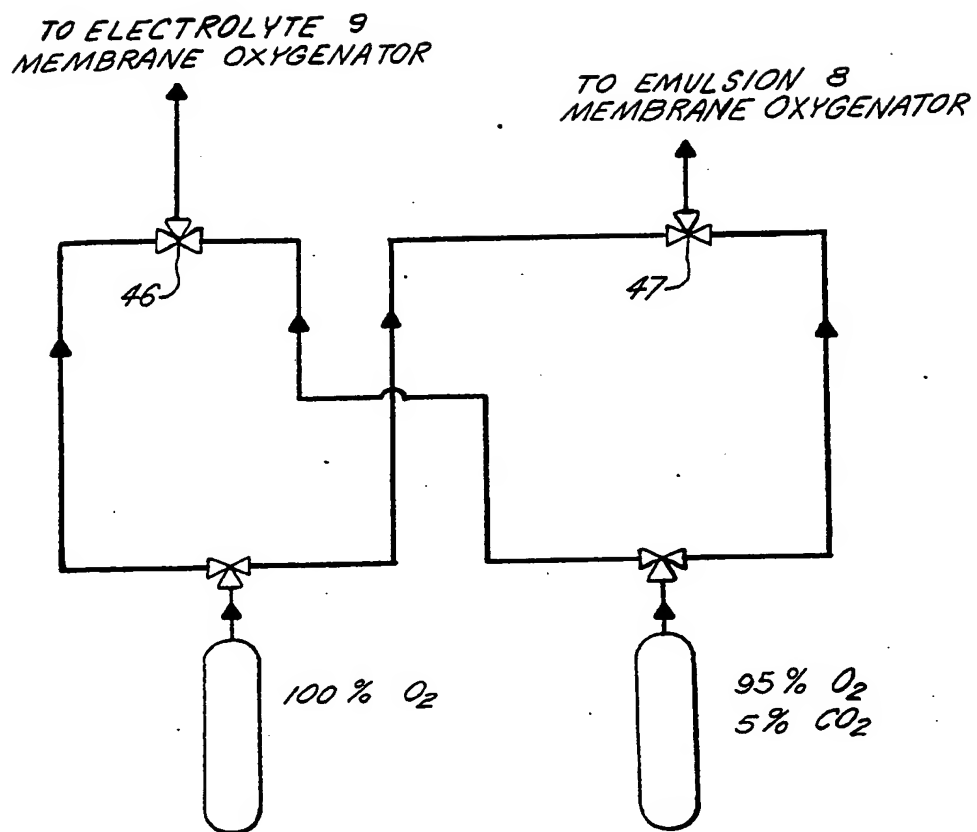 TO ELECTROLYTE 9
MEMBRANE OXYGENATOR
TO EMULSION 8
MEMBRANE OXYGENATOR
46
47
100% O2
95% O2
5% CO2